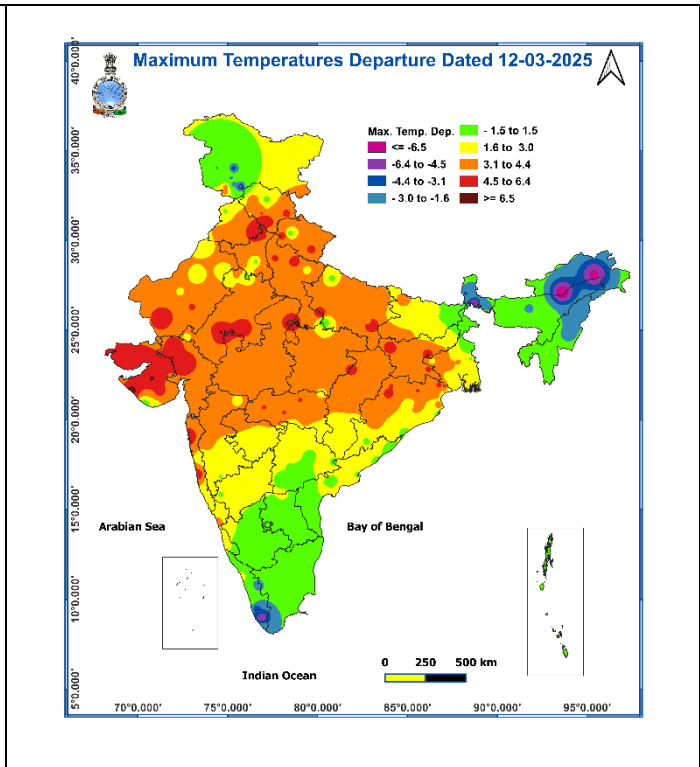 Maximum Temperatures Departure Dated 12-03-2025
Max. Temp. Dep.
<= -6.5
-6.4 to -4.5
-4.4 to -3.1
- 3.0 to -1.6
- 1.5 to 1.5
1.6 to 3.0
3.1 to 4.4
4.5 to 6.4
>= 6.5
40°0.000'
35°0.000'
30°0.000'
25°0.000'
20°0.000'
15°0.000'
10°0.000'
5°0.000'
Arabian Sea
Bay of Bengal
Indian Ocean
0 250 500 km
70°0.000' 75°0.000' 80°0.000' 85°0.000' 90°0.000' 95°0.000'